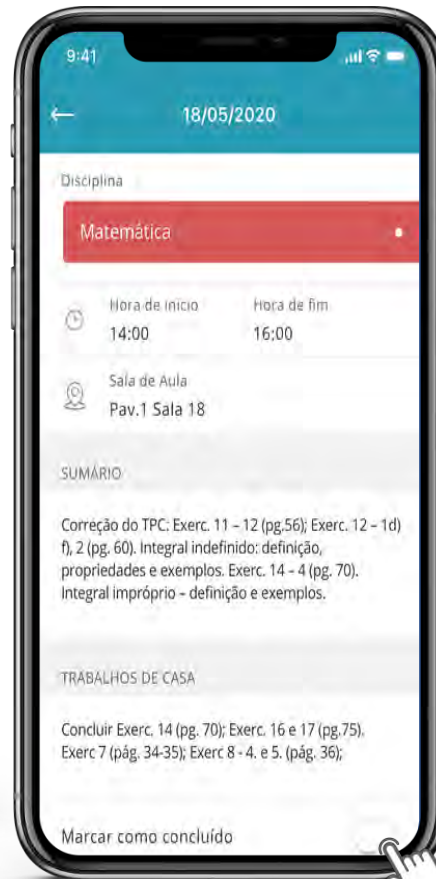 9:41
18/05/2020
Disciplina
Matemática
Hora de início Hora de fim
14:00 16:00
Sala de Aula
Pav.1 Sala 18
SUMÁRIO
Correção do TPC: Exerc. 11 – 12 (pg.56); Exerc. 12 – 1d)
f), 2 (pg. 60). Integral indefinido: definição,
propriedades e exemplos. Exerc. 14 – 4 (pg. 70).
Integral impróprio – definição e exemplos.
TRABALHOS DE CASA
Concluir Exerc. 14 (pg. 70); Exerc. 16 e 17 (pg.75).
Exerc 7 (pág. 34-35); Exerc 8 - 4. e 5. (pág. 36);
Marcar como concluído